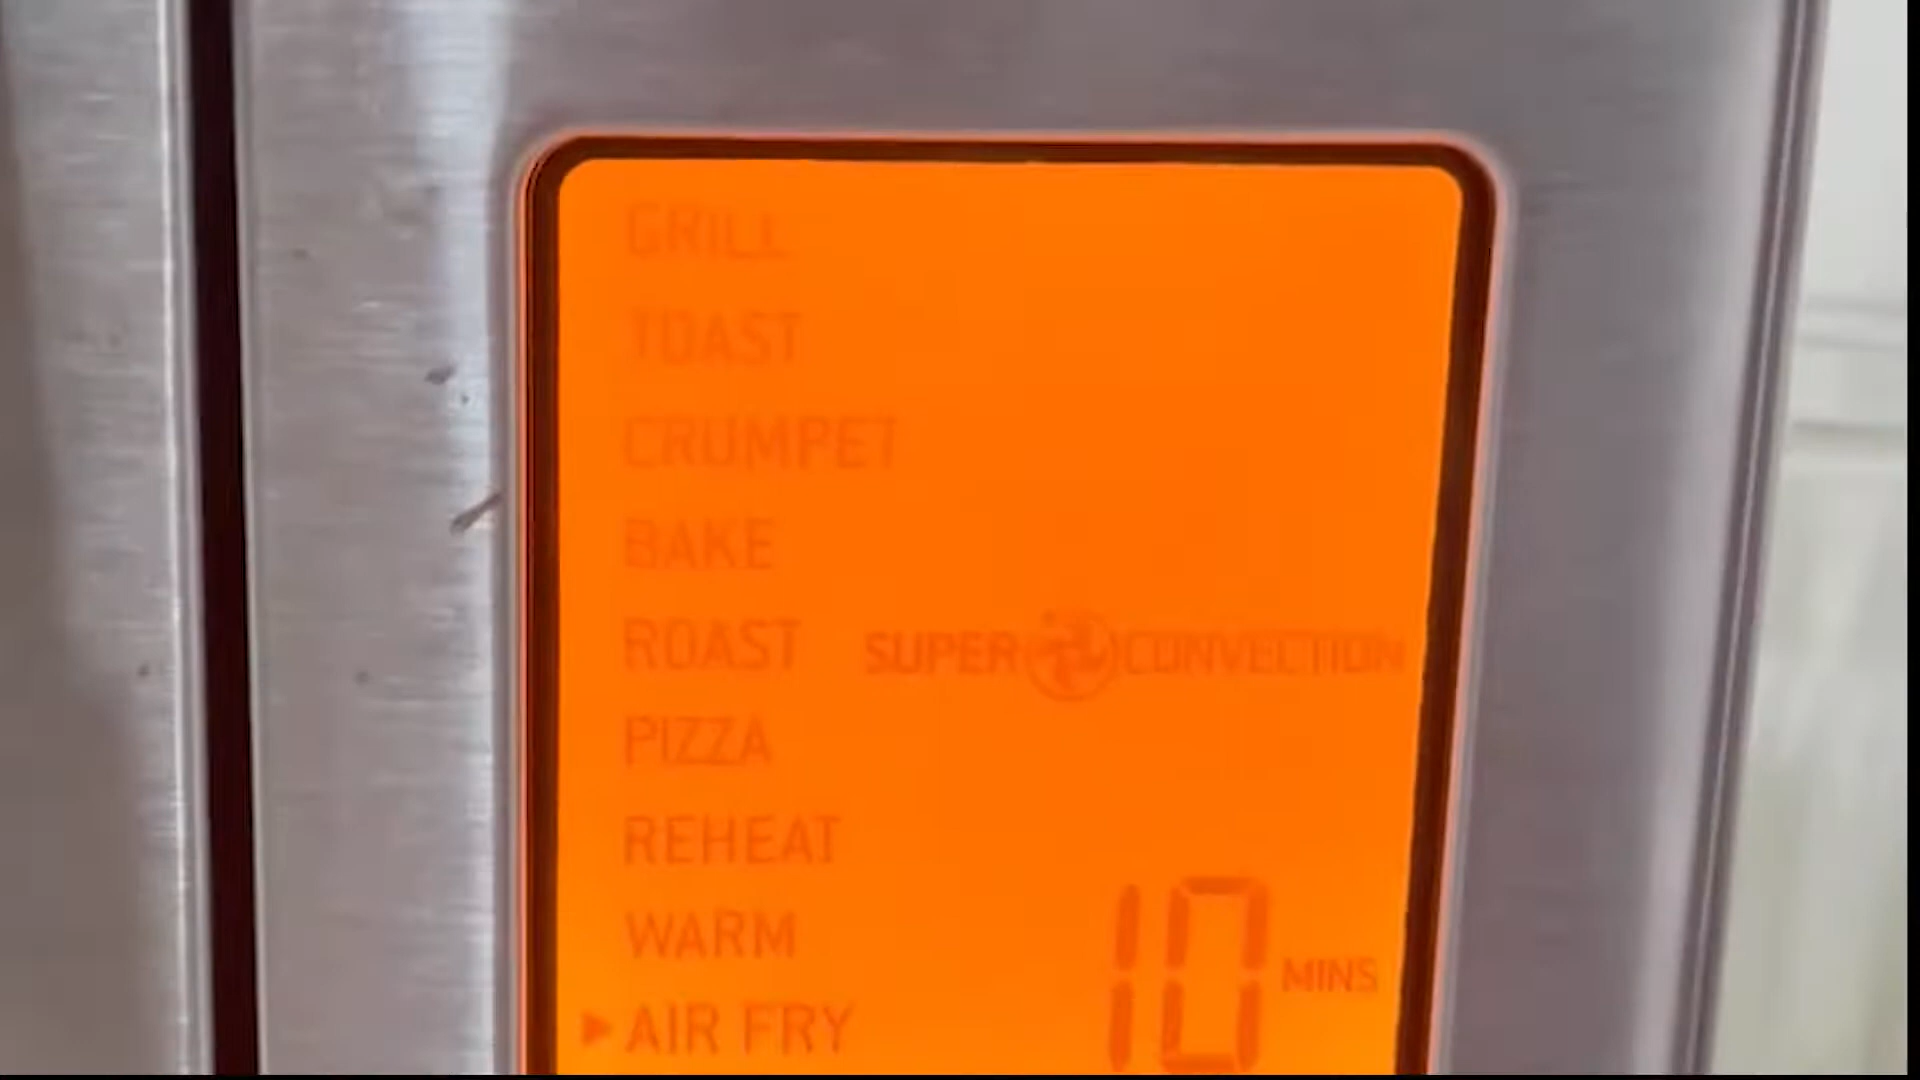 GRILL
TOAST
CRUMPET
BAKE
ROAST SUPER CONVECTION
PIZZA
REHEAT
WARM
10 MINS
AIR FRY